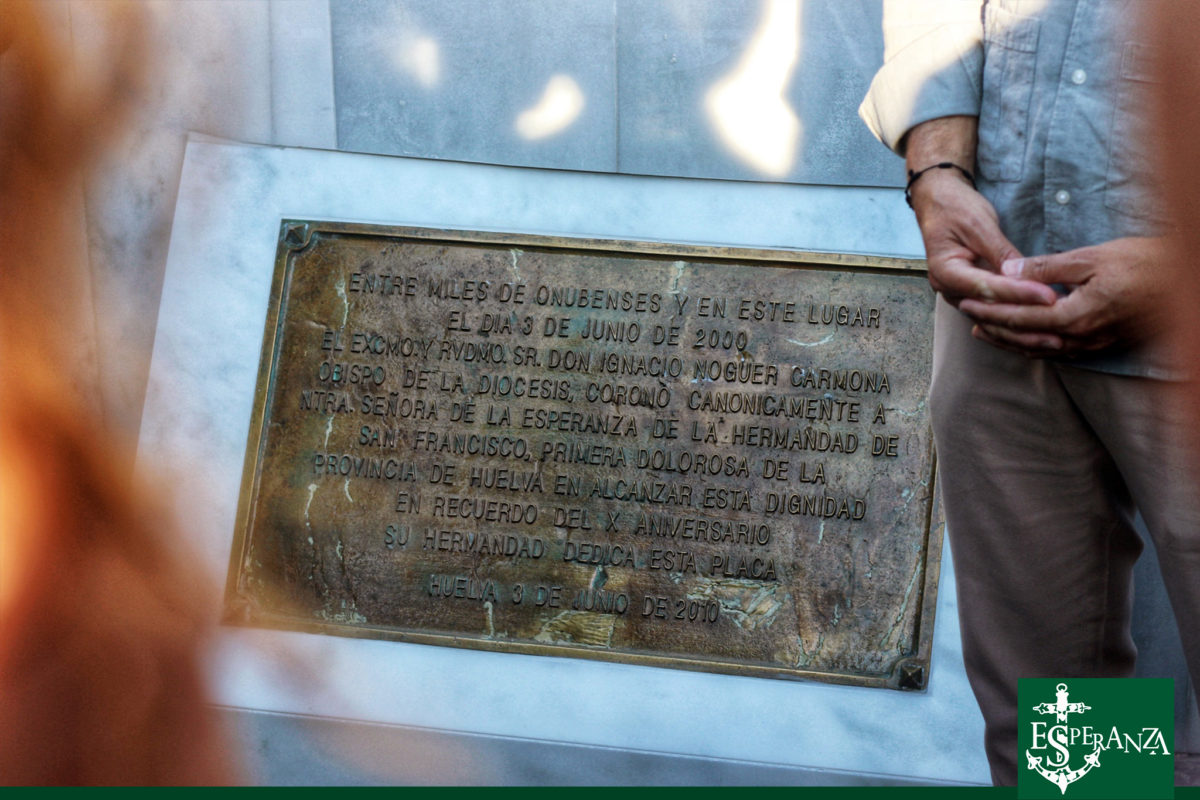 ENTRE MILES DE ONUBENSES Y EN ESTE LUGAR
EL DIA 3 DE JUNIO DE 2000
EL EXCMO. Y RVDMO. SR. DON IGNACIO NOGUER CARMONA
OBISPO DE LA DIOCESIS, CORONÒ CANONICAMENTE A
NTRA. SEÑORA DE LA ESPERANZA DE LA HERMANDAD DE
SAN FRANCISCO, PRIMERA DOLOROSA DE LA
PROVINCIA DE HUELVA EN ALCANZAR ESTA DIGNIDAD
EN RECUERDO DEL X ANIVERSARIO
SU HERMANDAD DEDICA ESTA PLACA
HUELVA 3 DE JUNIO DE 2010
ESPERANZA